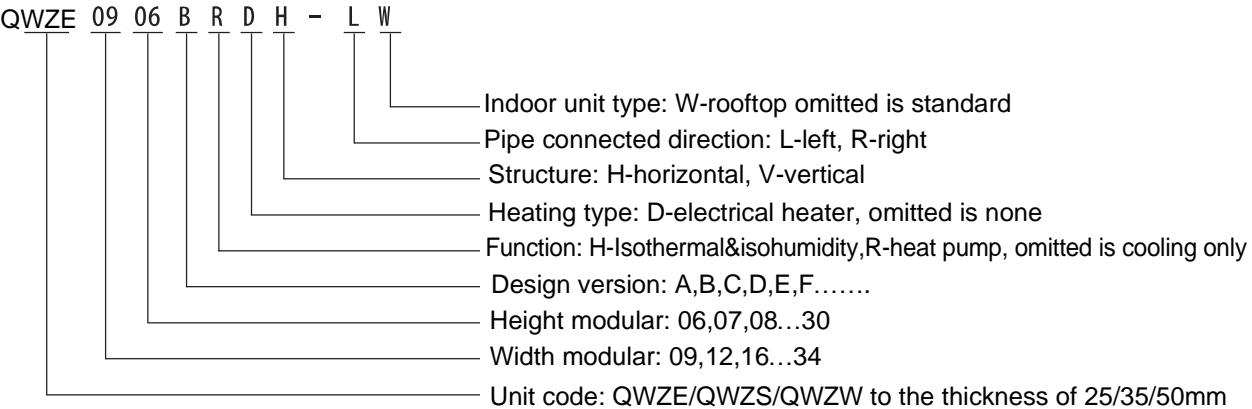 QWZE 09 06 B R D H - L W
Indoor unit type: W-rooftop omitted is standard
Pipe connected direction: L-left, R-right
Structure: H-horizontal, V-vertical
Heating type: D-electrical heater, omitted is none
Function: H-Isothermal&isohumidity,R-heat pump, omitted is cooling only
Design version: A,B,C,D,E,F…….
Height modular: 06,07,08…30
Width modular: 09,12,16…34
Unit code: QWZE/QWZS/QWZW to the thickness of 25/35/50mm